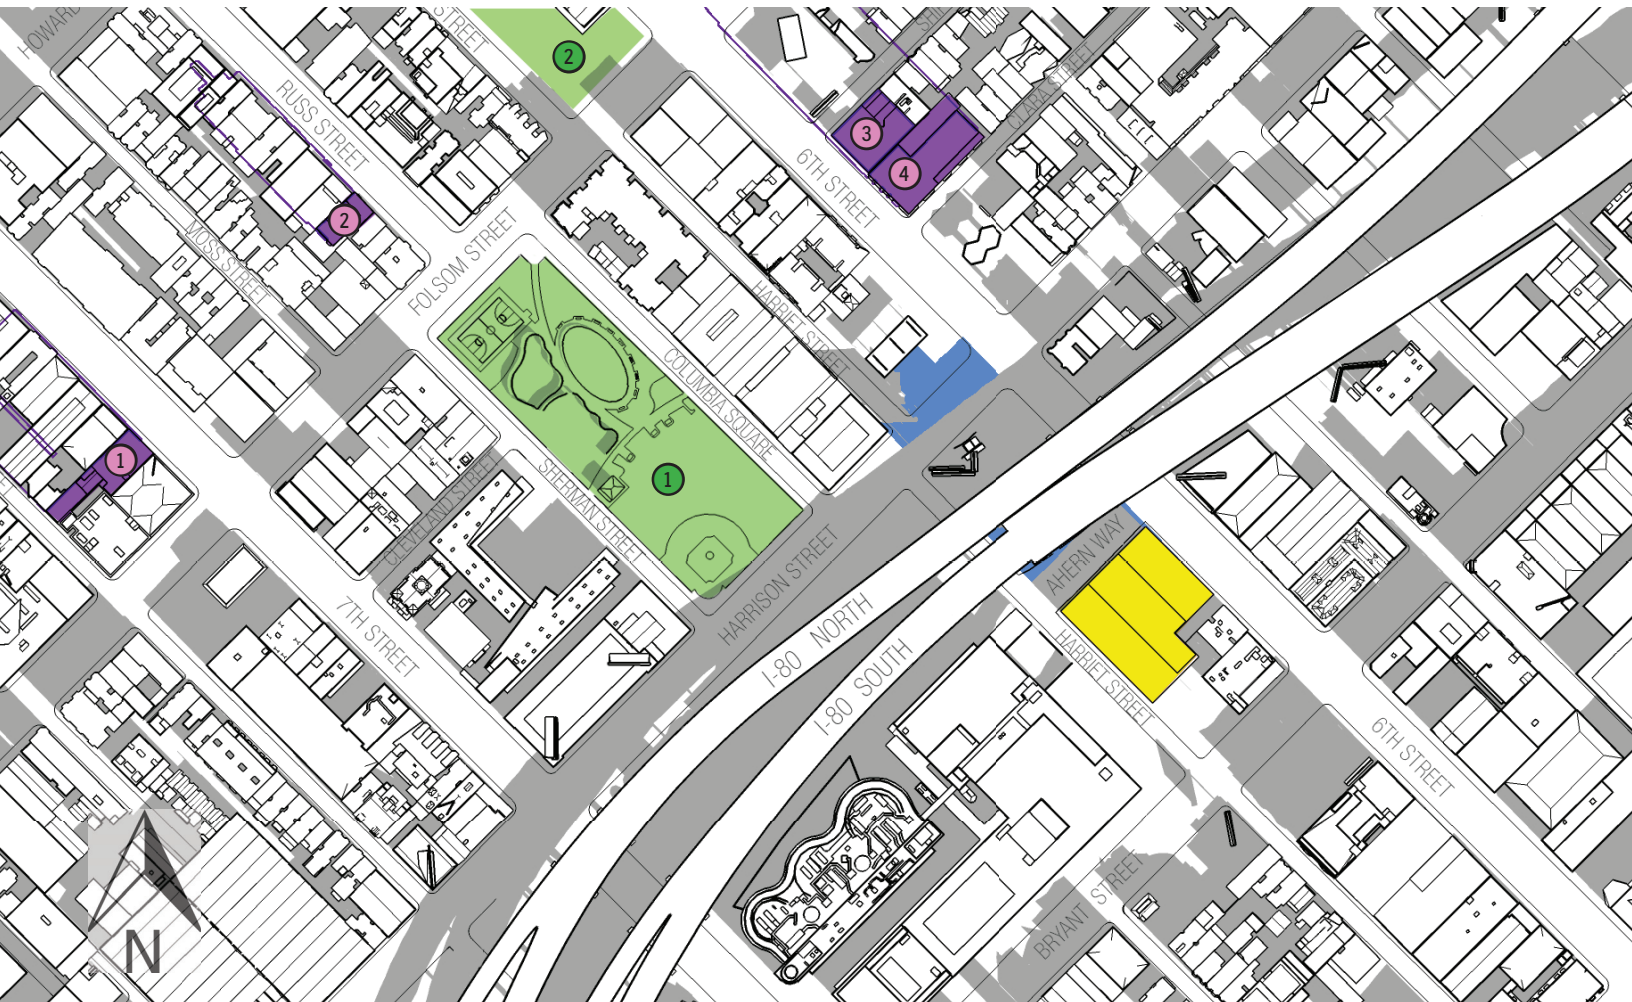 HOWARD
STREET
2
SHI
CLARA STREET
RUSS STREET
3
6TH STREET
4
2
MOSS STREET
FOLSOM STREET
HARRIET STREET
COLUMBIA SQUARE
1
CLEVELAND STREET
SHERMAN STREET
1
HARRISON STREET
AHERN WAY
7TH STREET
I-80 NORTH
I-80 SOUTH
HARRIET STREET
6TH STREET
BRYANT STREET
N